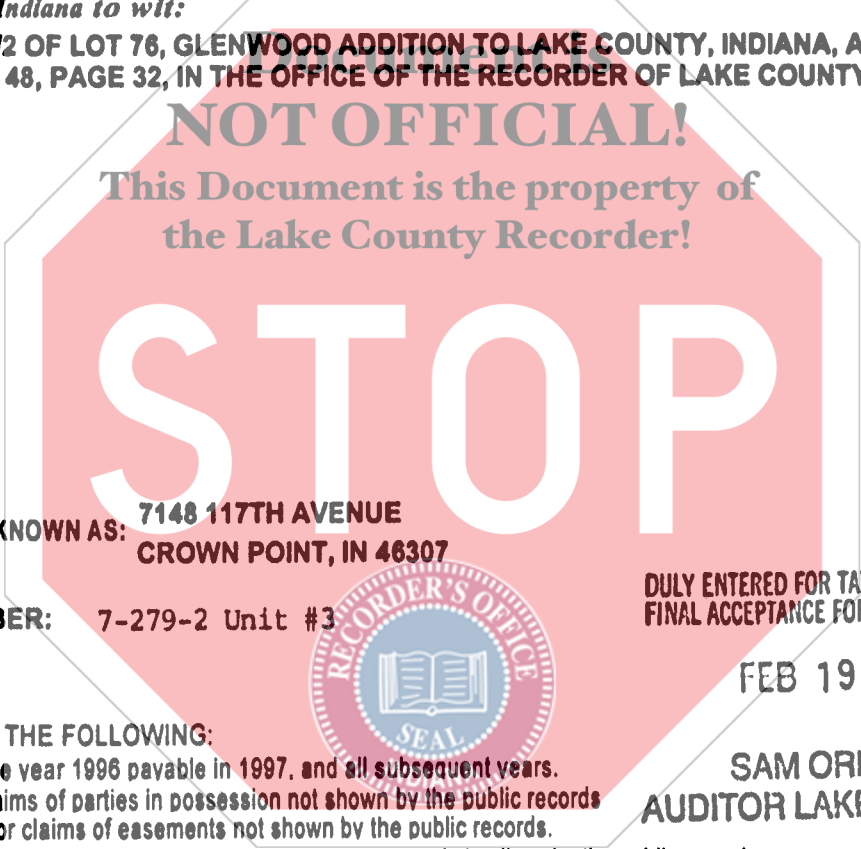 Indiana to wit:
2 OF LOT 76, GLENWOOD ADDITION TO LAKE COUNTY, INDIANA, A
48, PAGE 32, IN THE OFFICE OF THE RECORDER OF LAKE COUNTY
Document is
NOT OFFICIAL!
This Document is the property of
the Lake County Recorder!
STOP
KNOWN AS: 7148 117TH AVENUE
CROWN POINT, IN 46307
BER: 7-279-2 Unit #3
RECORDER'S OFFICE
SEAL
INDIANA
DULY ENTERED FOR TA
FINAL ACCEPTANCE FO
FEB 19
THE FOLLOWING:
e year 1996 payable in 1997, and all subsequent years.
ims of parties in possession not shown by the public records
or claims of easements not shown by the public records.
SAM OR
AUDITOR LAKE